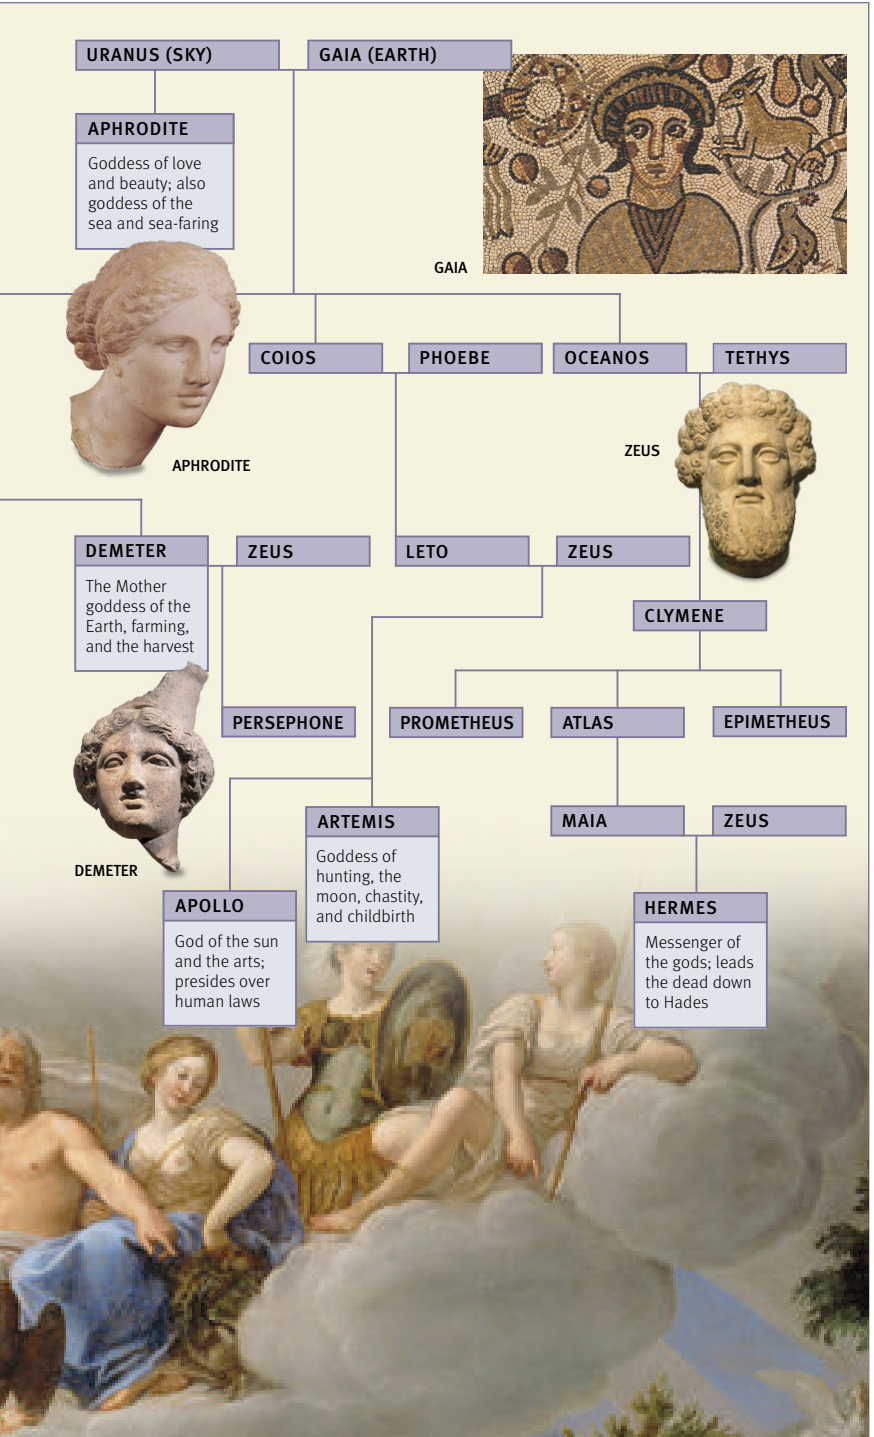 URANUS (SKY)
GAIA (EARTH)
APHRODITE
Goddess of love
and beauty; also
goddess of the
sea and sea-faring
GAIA
COIOS
PHOEBE
OCEANOS
TETHYS
APHRODITE
ZEUS
DEMETER
The Mother
goddess of the
Earth, farming,
and the harvest
ZEUS
LETO
ZEUS
CLYMENE
PERSEPHONE
PROMETHEUS
ATLAS
EPIMETHEUS
DEMETER
ARTEMIS
Goddess of
hunting, the
moon, chastity,
and childbirth
MAIA
ZEUS
APOLLO
God of the sun
and the arts;
presides over
human laws
HERMES
Messenger of
the gods; leads
the dead down
to Hades